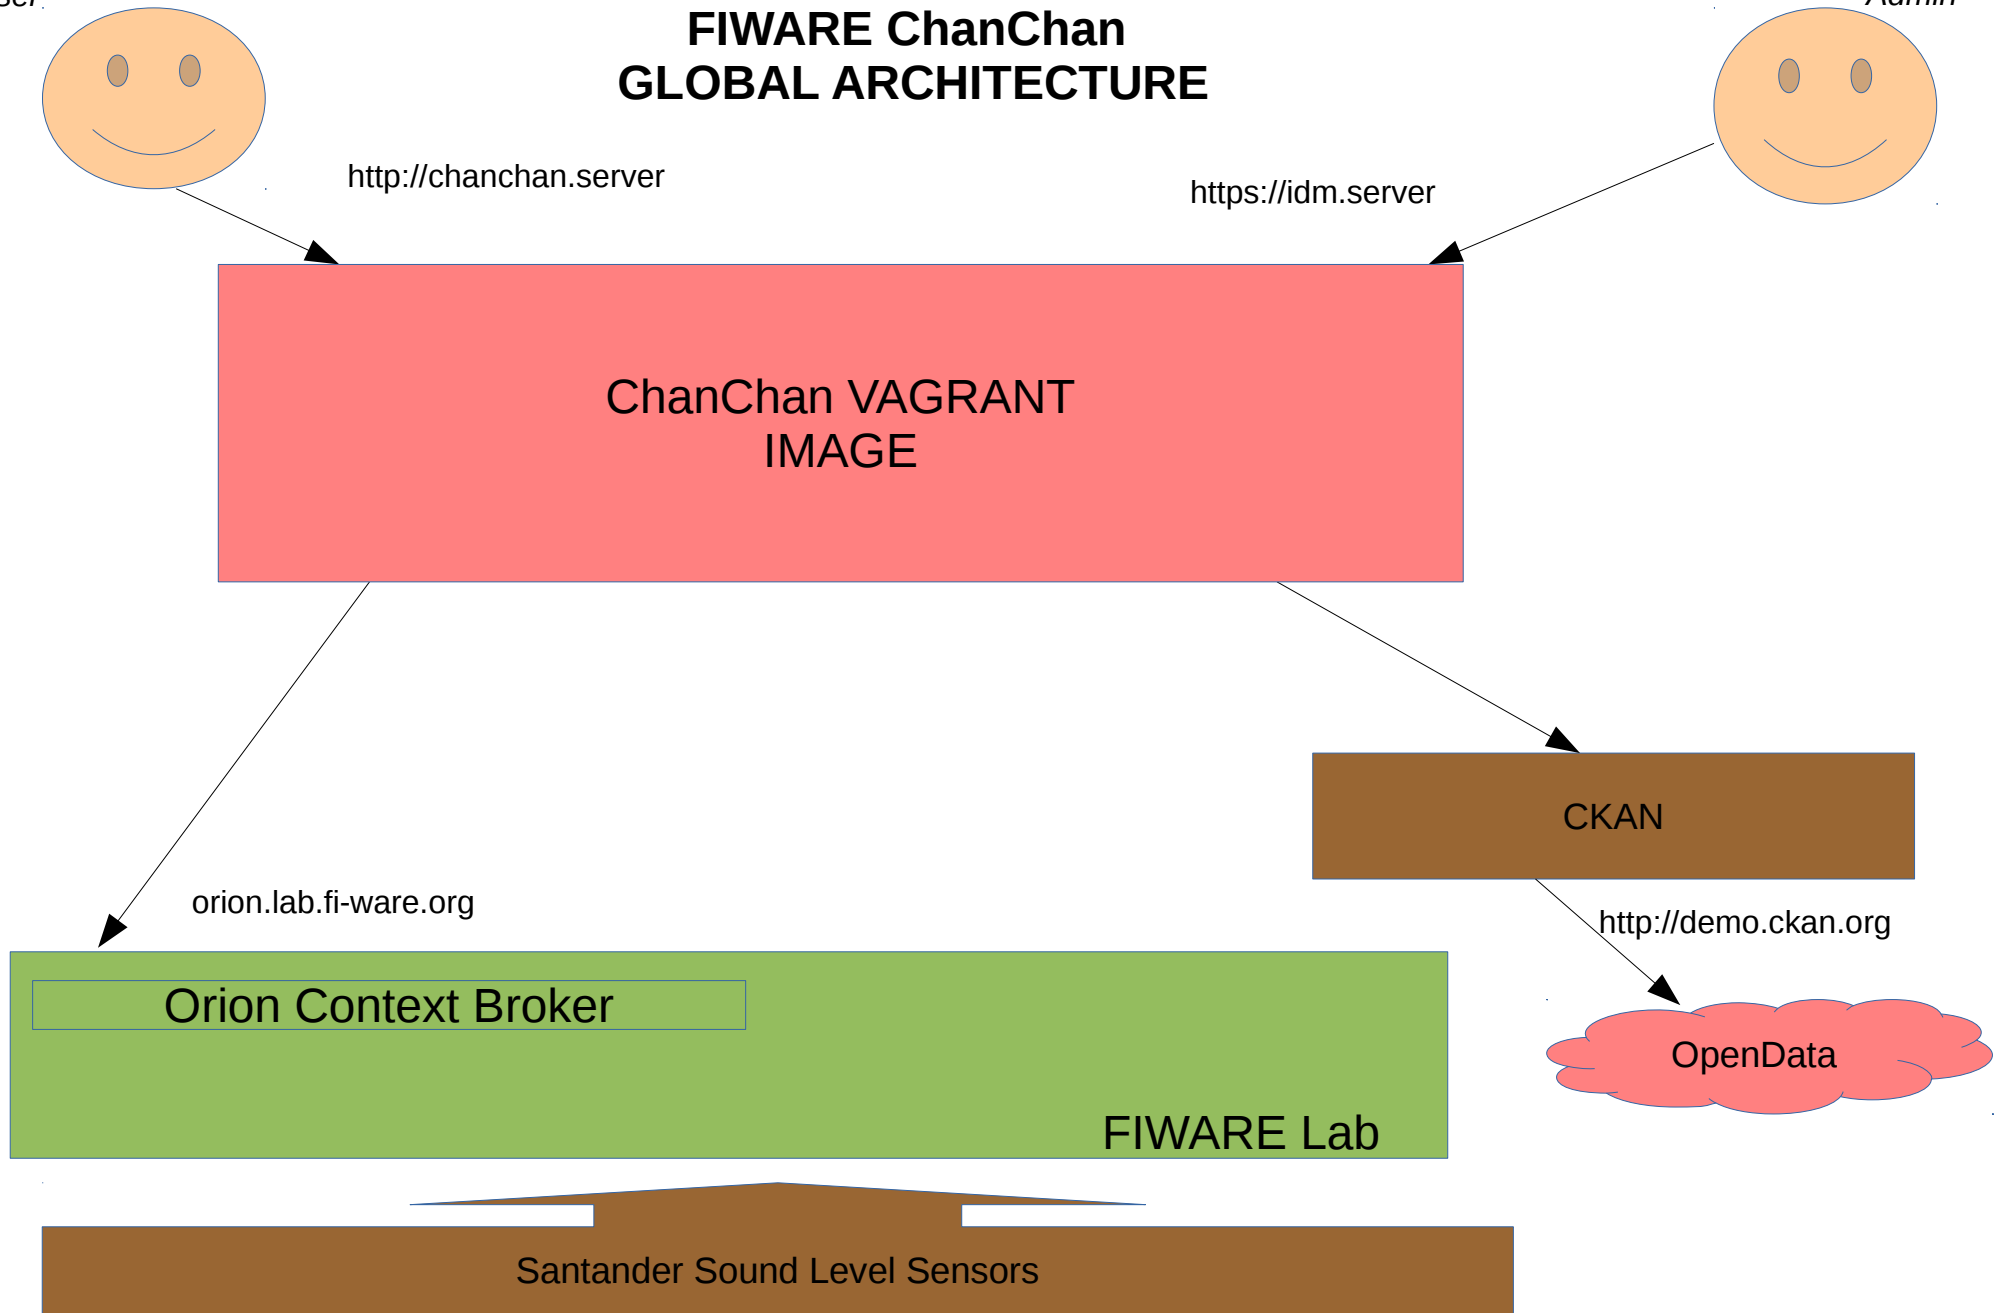 FIWARE ChanChan
GLOBAL ARCHITECTURE
Admin
http://chanchan.server
https://idm.server
ChanChan VAGRANT
IMAGE
CKAN
orion.lab.fi-ware.org
http://demo.ckan.org
Orion Context Broker
OpenData
FIWARE Lab
Santander Sound Level Sensors